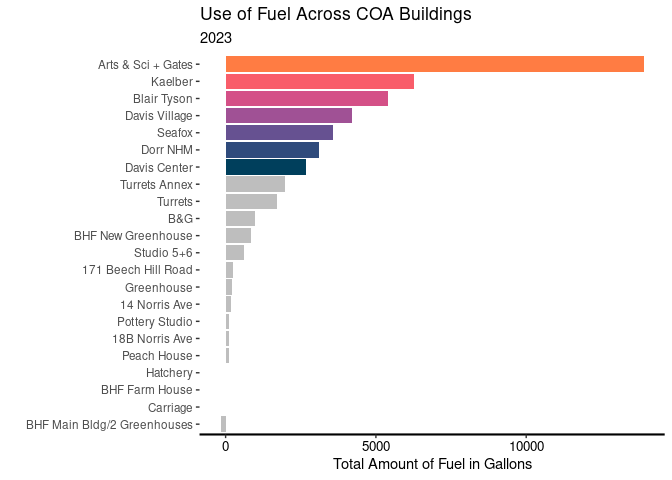 Use of Fuel Across COA Buildings
2023
Arts & Sci + Gates
Kaelber
Blair Tyson
Davis Village
Seafox
Dorr NHM
Davis Center
Turrets Annex
Turrets
B&G
BHF New Greenhouse
Studio 5+6
171 Beech Hill Road
Greenhouse
14 Norris Ave
Pottery Studio
18B Norris Ave
Peach House
Hatchery
BHF Farm House
Carriage
BHF Main Bldg/2 Greenhouses
0 5000 10000
Total Amount of Fuel in Gallons